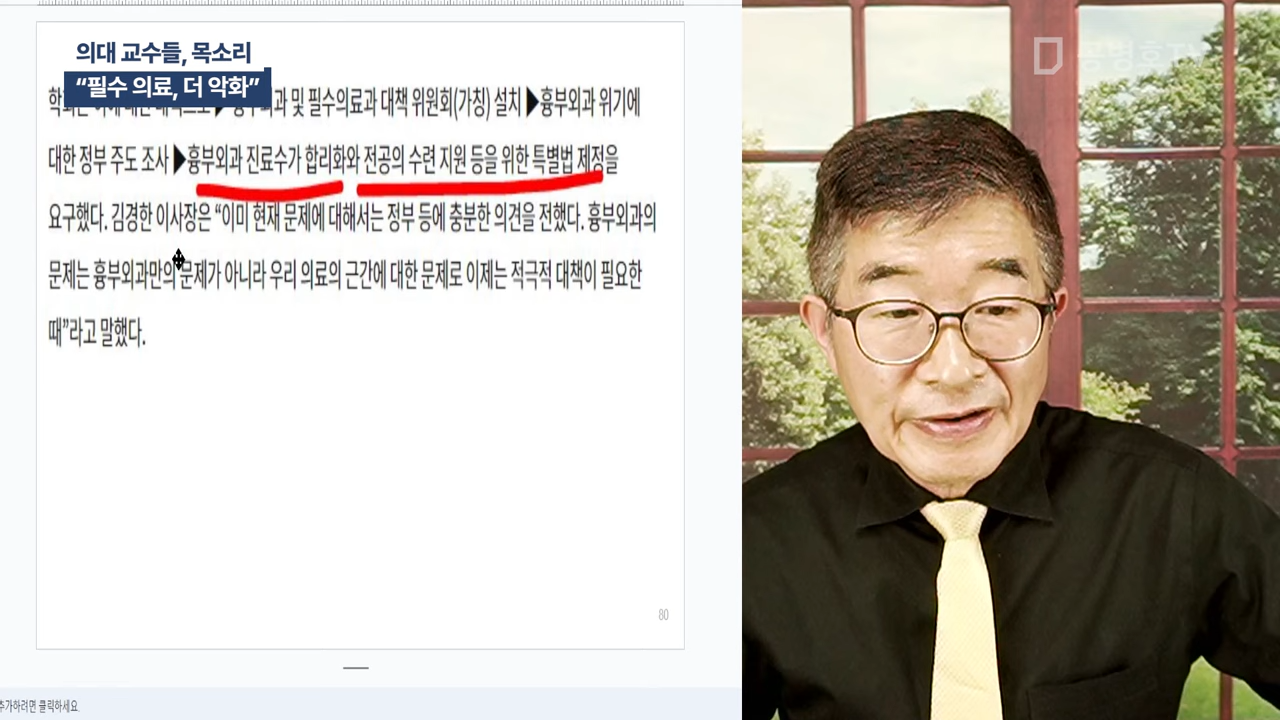 의대 교수들, 목소리
“필수 의료, 더 악화”
및 필수의료과 대책 위원회(가칭) 설치 ▶흉부외과 위기에
대한 정부 주도 조사 ▶흉부외과 진료수가 합리화와 전공의 수련 지원 등을 위한 특별법 제정을
요구했다. 김경한 이사장은 “이미 현재 문제에 대해서는 정부 등에 충분한 의견을 전했다. 흉부외과의
문제는 흉부외과만의 문제가 아니라 우리 의료의 근간에 대한 문제로 이제는 적극적 대책이 필요한
때”라고 말했다.
80
추가하려면 클릭하세요
공병호TV